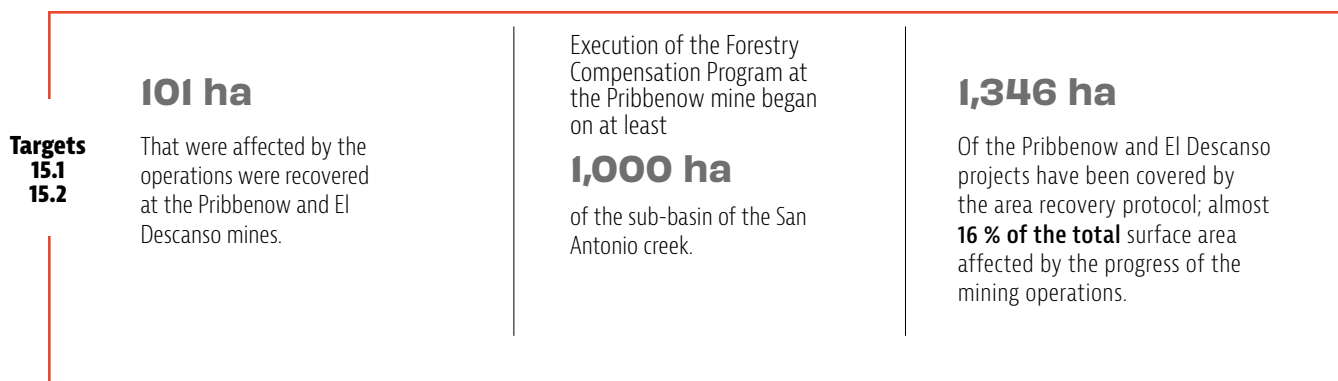 Targets
15.1
15.2
101 ha
That were affected by the
operations were recovered
at the Pribbenow and El
Descanso mines.
Execution of the Forestry
Compensation Program at
the Pribbenow mine began
on at least
1,000 ha
of the sub-basin of the San
Antonio creek.
1,346 ha
Of the Pribbenow and El Descanso
projects have been covered by
the area recovery protocol; almost
16 % of the total surface area
affected by the progress of the
mining operations.